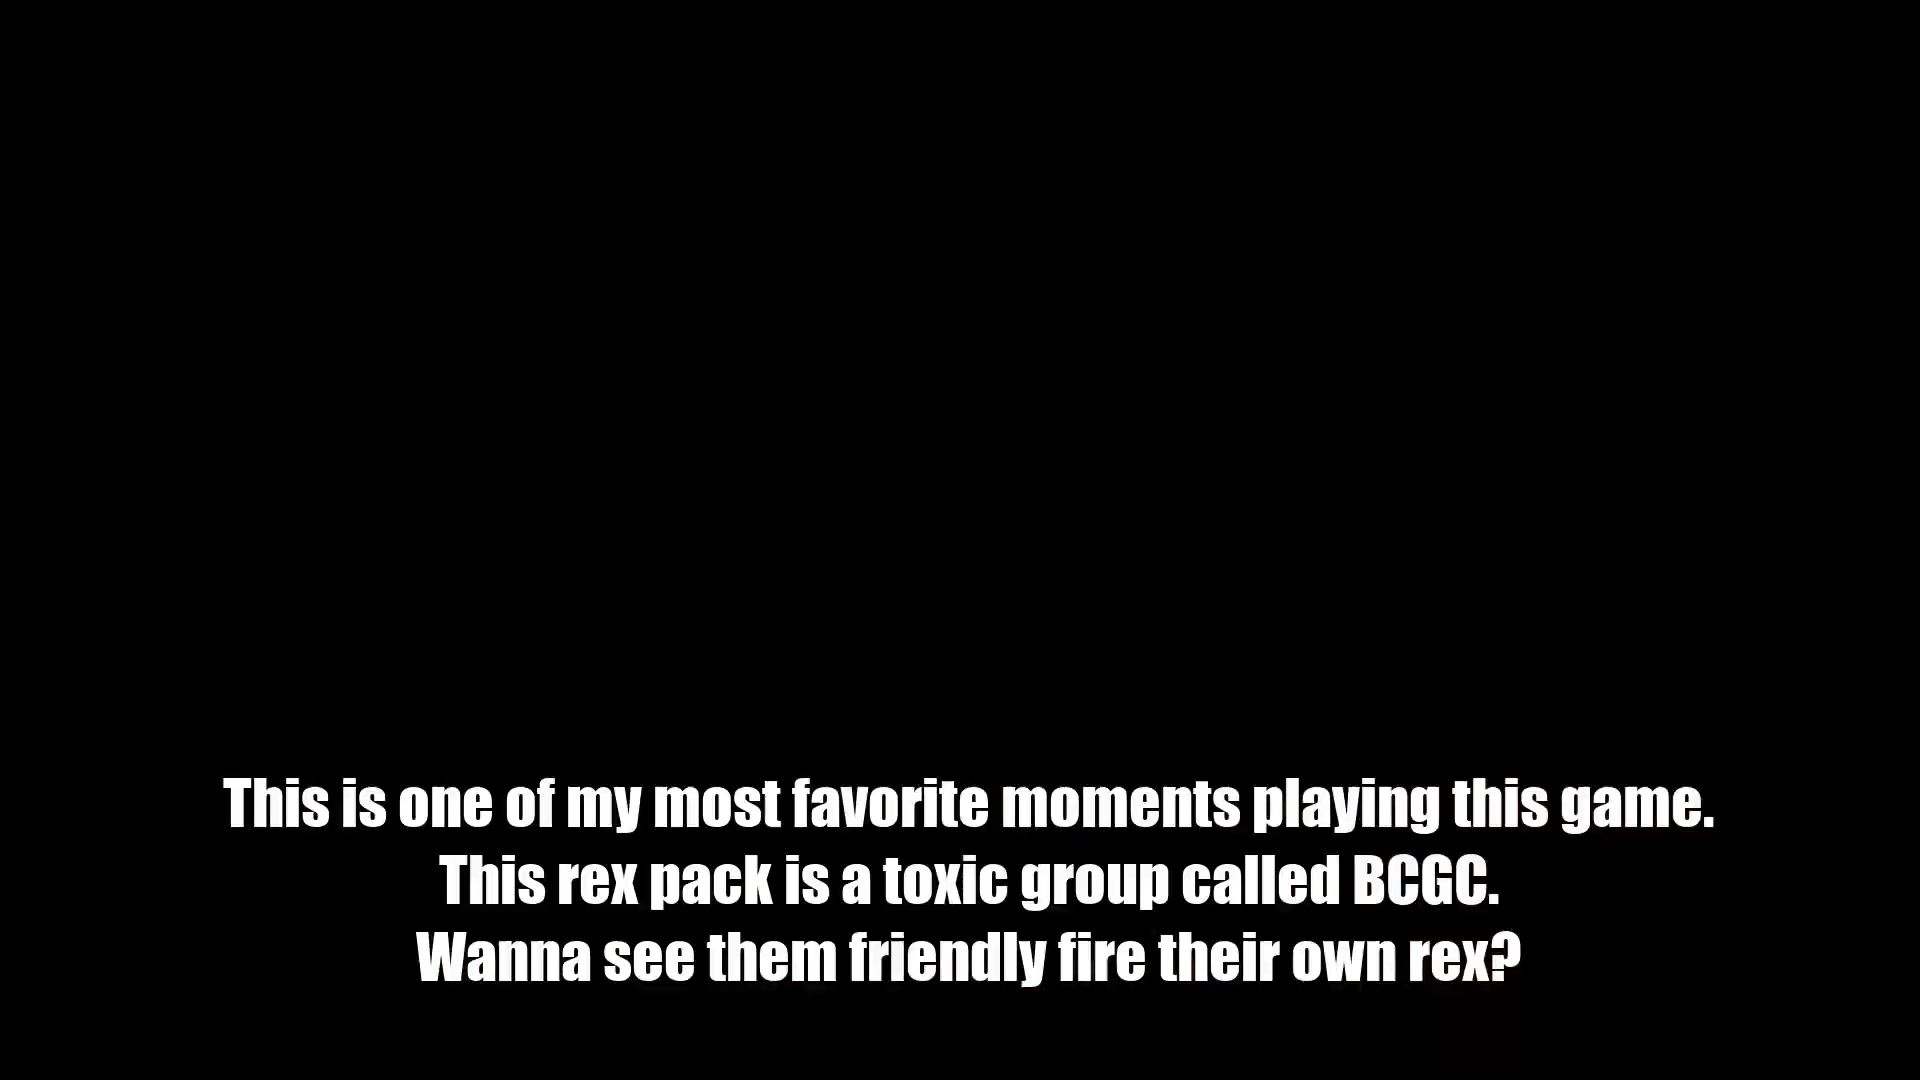 This is one of my most favorite moments playing this game.
This rex pack is a toxic group called BCGC.
Wanna see them friendly fire their own rex?